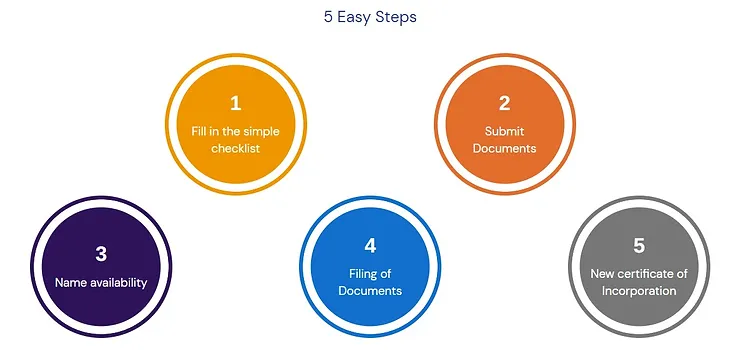 5 Easy Steps
1
Fill in the simple
checklist
2
Submit
Documents
3
Name availability
4
Filing of
Documents
5
New certificate of
Incorporation